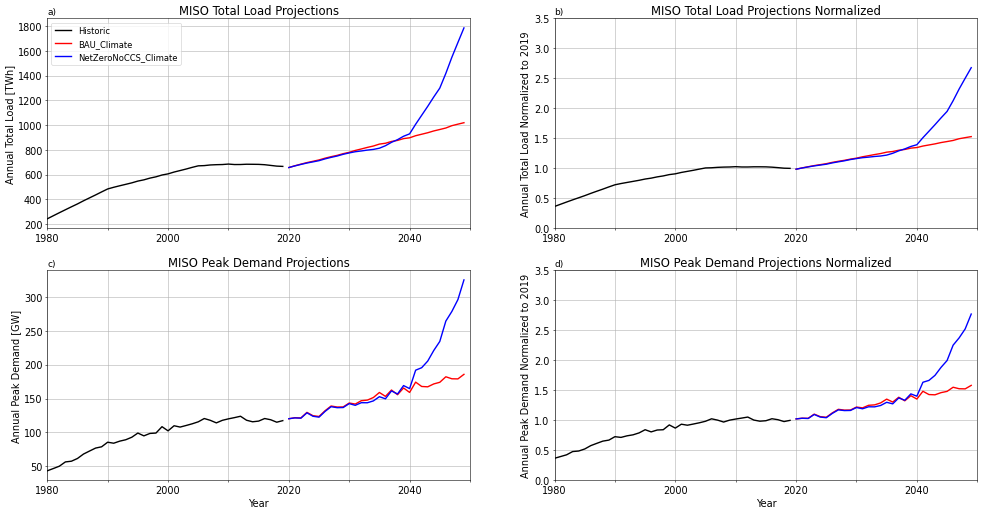 a)
MISO Total Load Projections
Annual Total Load [TWh]
1800
1600
1400
1200
1000
800
600
400
200
Historic
BAU_Climate
NetZeroNoCCS_Climate
1980 2000 2020 2040
b)
MISO Total Load Projections Normalized
Annual Total Load Normalized to 2019
3.5
3.0
2.5
2.0
1.5
1.0
0.5
0.0
1980 2000 2020 2040
c)
MISO Peak Demand Projections
Annual Peak Demand [GW]
300
250
200
150
100
50
1980 2000 2020 2040
Year
d)
MISO Peak Demand Projections Normalized
Annual Peak Demand Normalized to 2019
3.5
3.0
2.5
2.0
1.5
1.0
0.5
0.0
1980 2000 2020 2040
Year